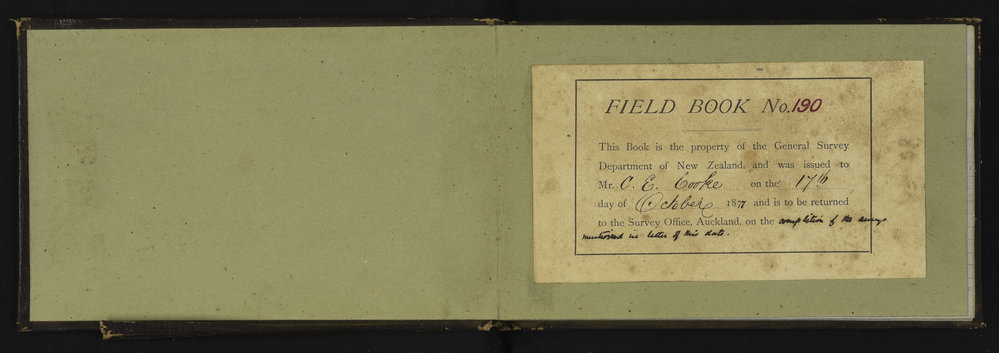 FIELD BOOK No. 190
This Book is the property of the General Survey
Department of New Zealand, and was issued to
Mr. C. E. Cooke on the 17th
day of October 1877 and is to be returned
to the Survey Office, Auckland, on the completion of the surveys
mentioned in letter of this date.